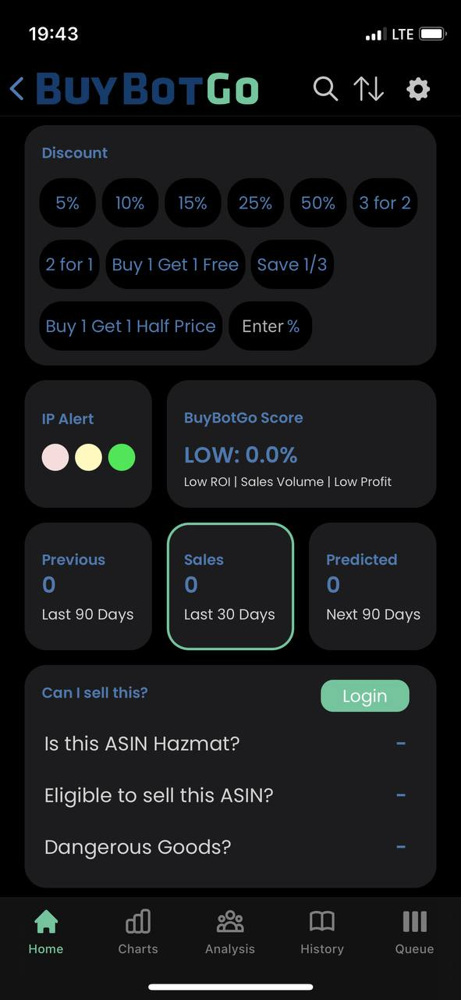 19:43 LTE
BuyBotGo
Discount
5% 10% 15% 25% 50% 3 for 2
2 for 1 Buy 1 Get 1 Free Save 1/3
Buy 1 Get 1 Half Price Enter %
IP Alert
BuyBotGo Score
LOW: 0.0%
Low ROI | Sales Volume | Low Profit
Previous
0
Last 90 Days
Sales
0
Last 30 Days
Predicted
0
Next 90 Days
Can I sell this? Login
Is this ASIN Hazmat? -
Eligible to sell this ASIN? -
Dangerous Goods? -
Home Charts Analysis History Queue